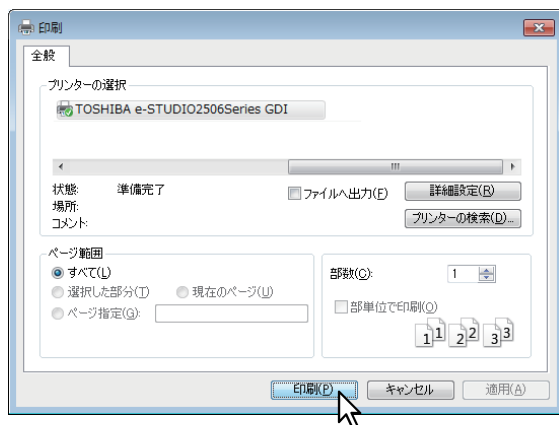 印刷
全般
プリンターの選択
TOSHIBA e-STUDIO2506Series GDI
状態: 準備完了
場所:
コメント:
ファイルへ出力(F)
詳細設定(R)
プリンターの検索(D)...
ページ範囲
すべて(L)
選択した部分(T) 現在のページ(U)
ページ指定(G):
部数(C): 1
部単位で印刷(O)
11 22 33
印刷(P) キャンセル 適用(A)